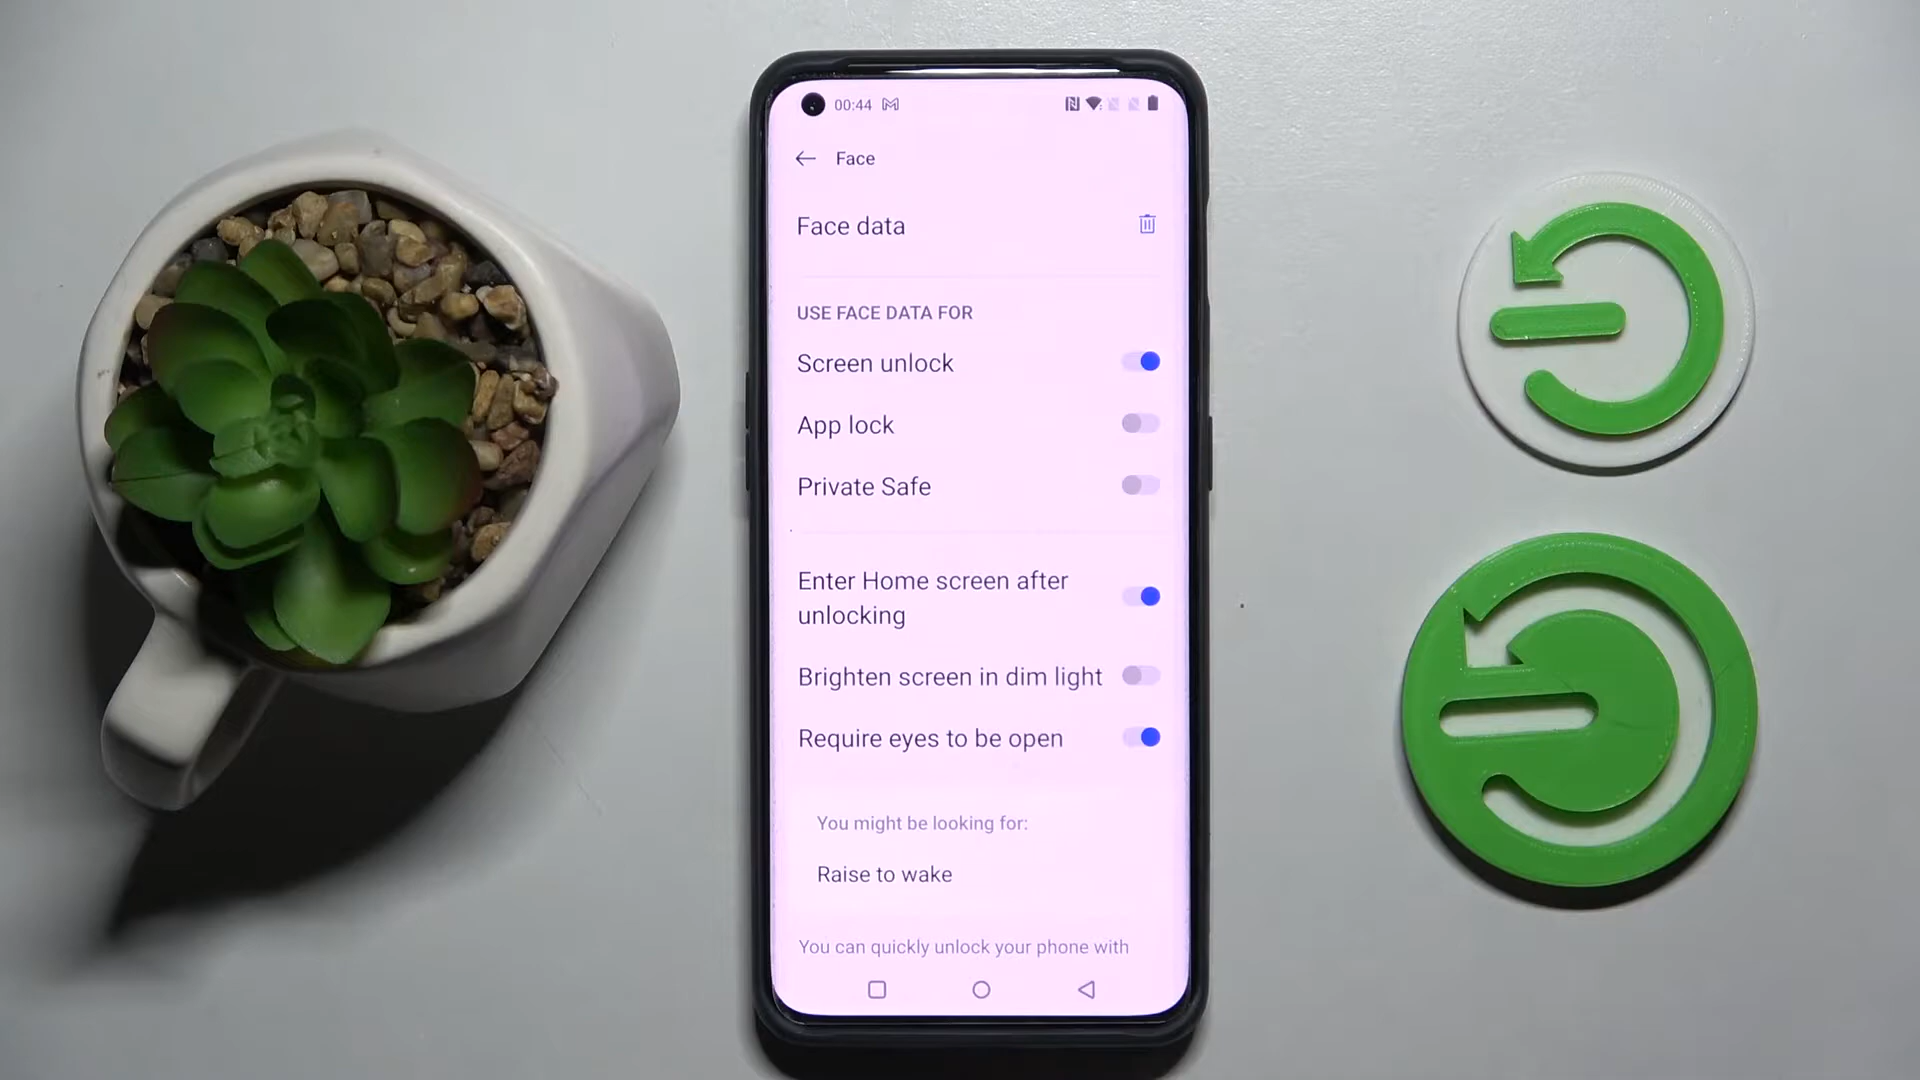 00:44
Face
Face data
USE FACE DATA FOR
Screen unlock
App lock
Private Safe
Enter Home screen after
unlocking
Brighten screen in dim light
Require eyes to be open
You might be looking for:
Raise to wake
You can quickly unlock your phone with